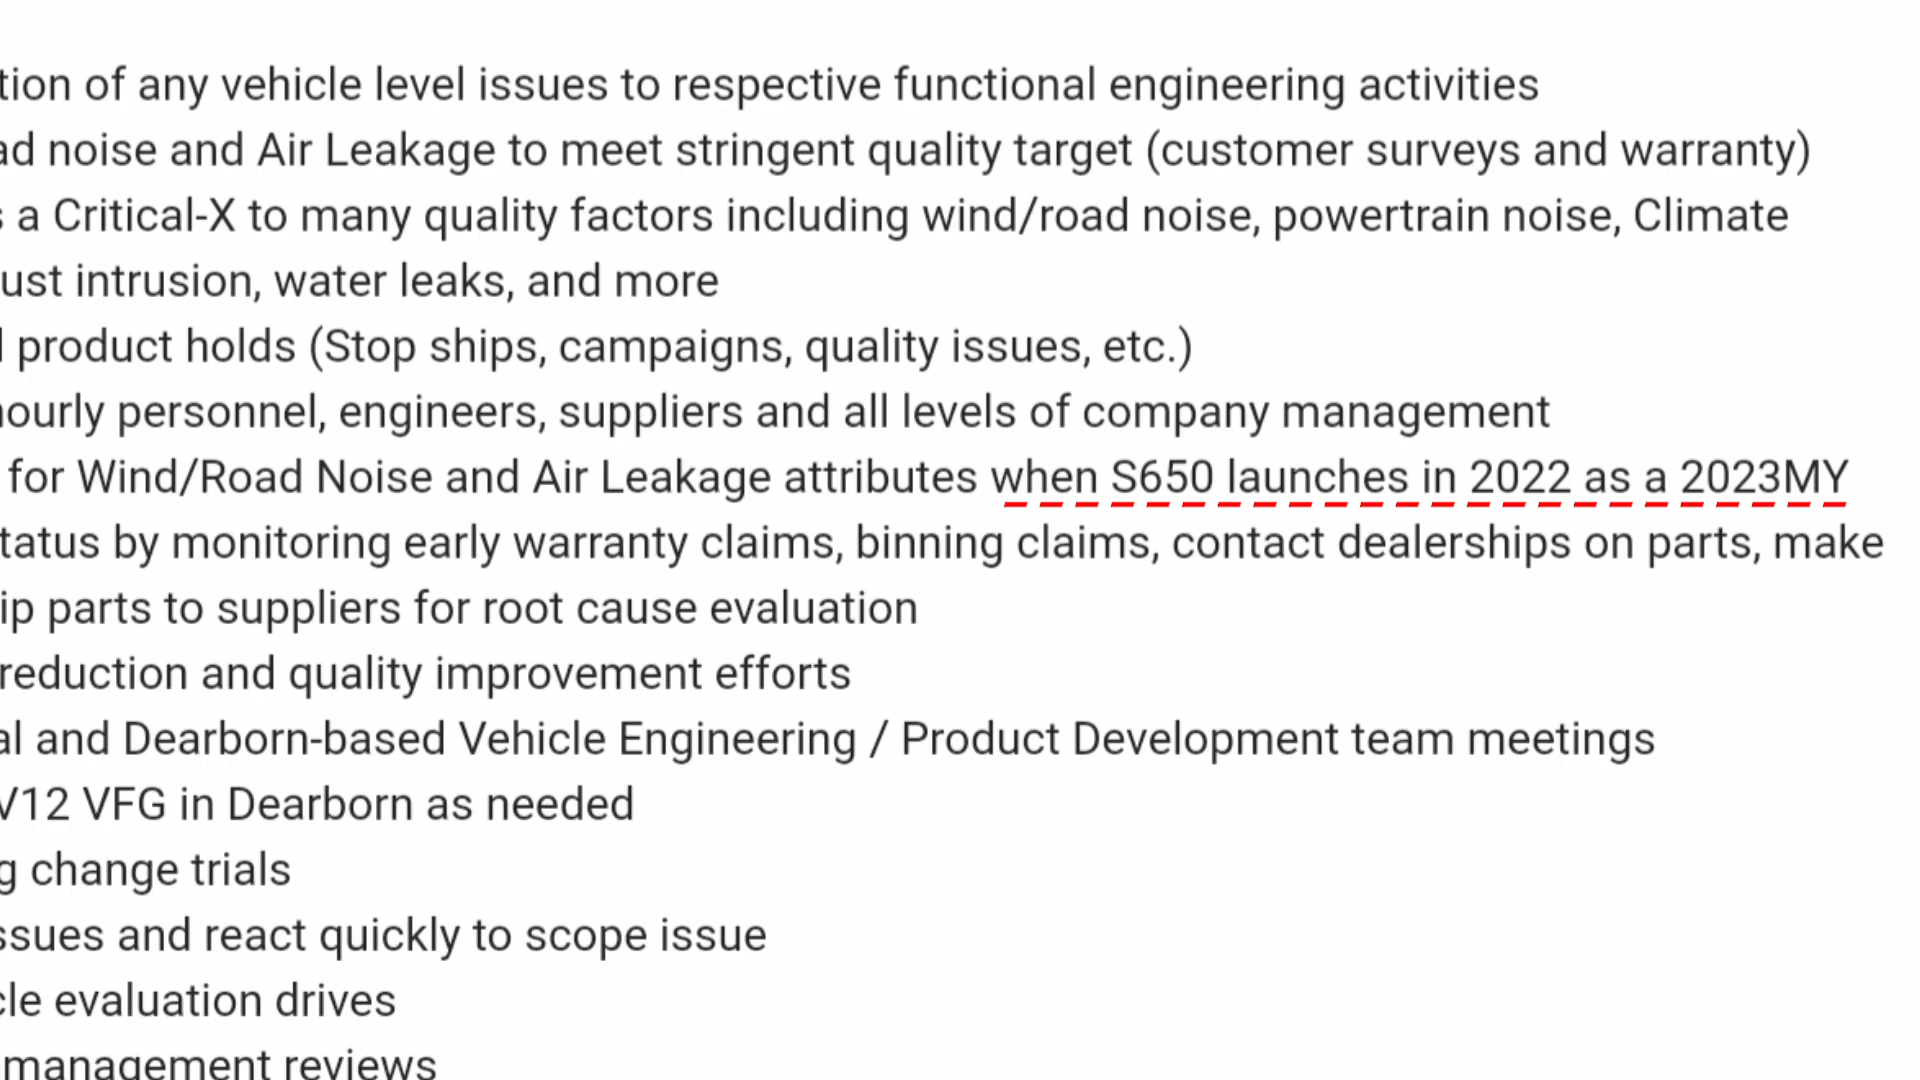 tion of any vehicle level issues to respective functional engineering activities
ad noise and Air Leakage to meet stringent quality target (customer surveys and warranty)
s a Critical-X to many quality factors including wind/road noise, powertrain noise, Climate
ust intrusion, water leaks, and more
product holds (Stop ships, campaigns, quality issues, etc.)
hourly personnel, engineers, suppliers and all levels of company management
for Wind/Road Noise and Air Leakage attributes when S650 launches in 2022 as a 2023MY
tatus by monitoring early warranty claims, binning claims, contact dealerships on parts, make
ip parts to suppliers for root cause evaluation
reduction and quality improvement efforts
al and Dearborn-based Vehicle Engineering / Product Development team meetings
V12 VFG in Dearborn as needed
g change trials
ssues and react quickly to scope issue
cle evaluation drives
management reviews